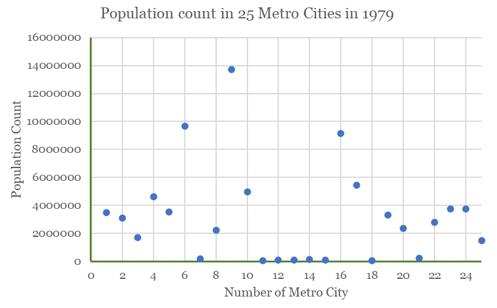 Population count in 25 Metro Cities in 1979
16000000
14000000
12000000
10000000
8000000
6000000
4000000
2000000
0
Population Count
0 2 4 6 8 10 12 14 16 18 20 22 24
Number of Metro City